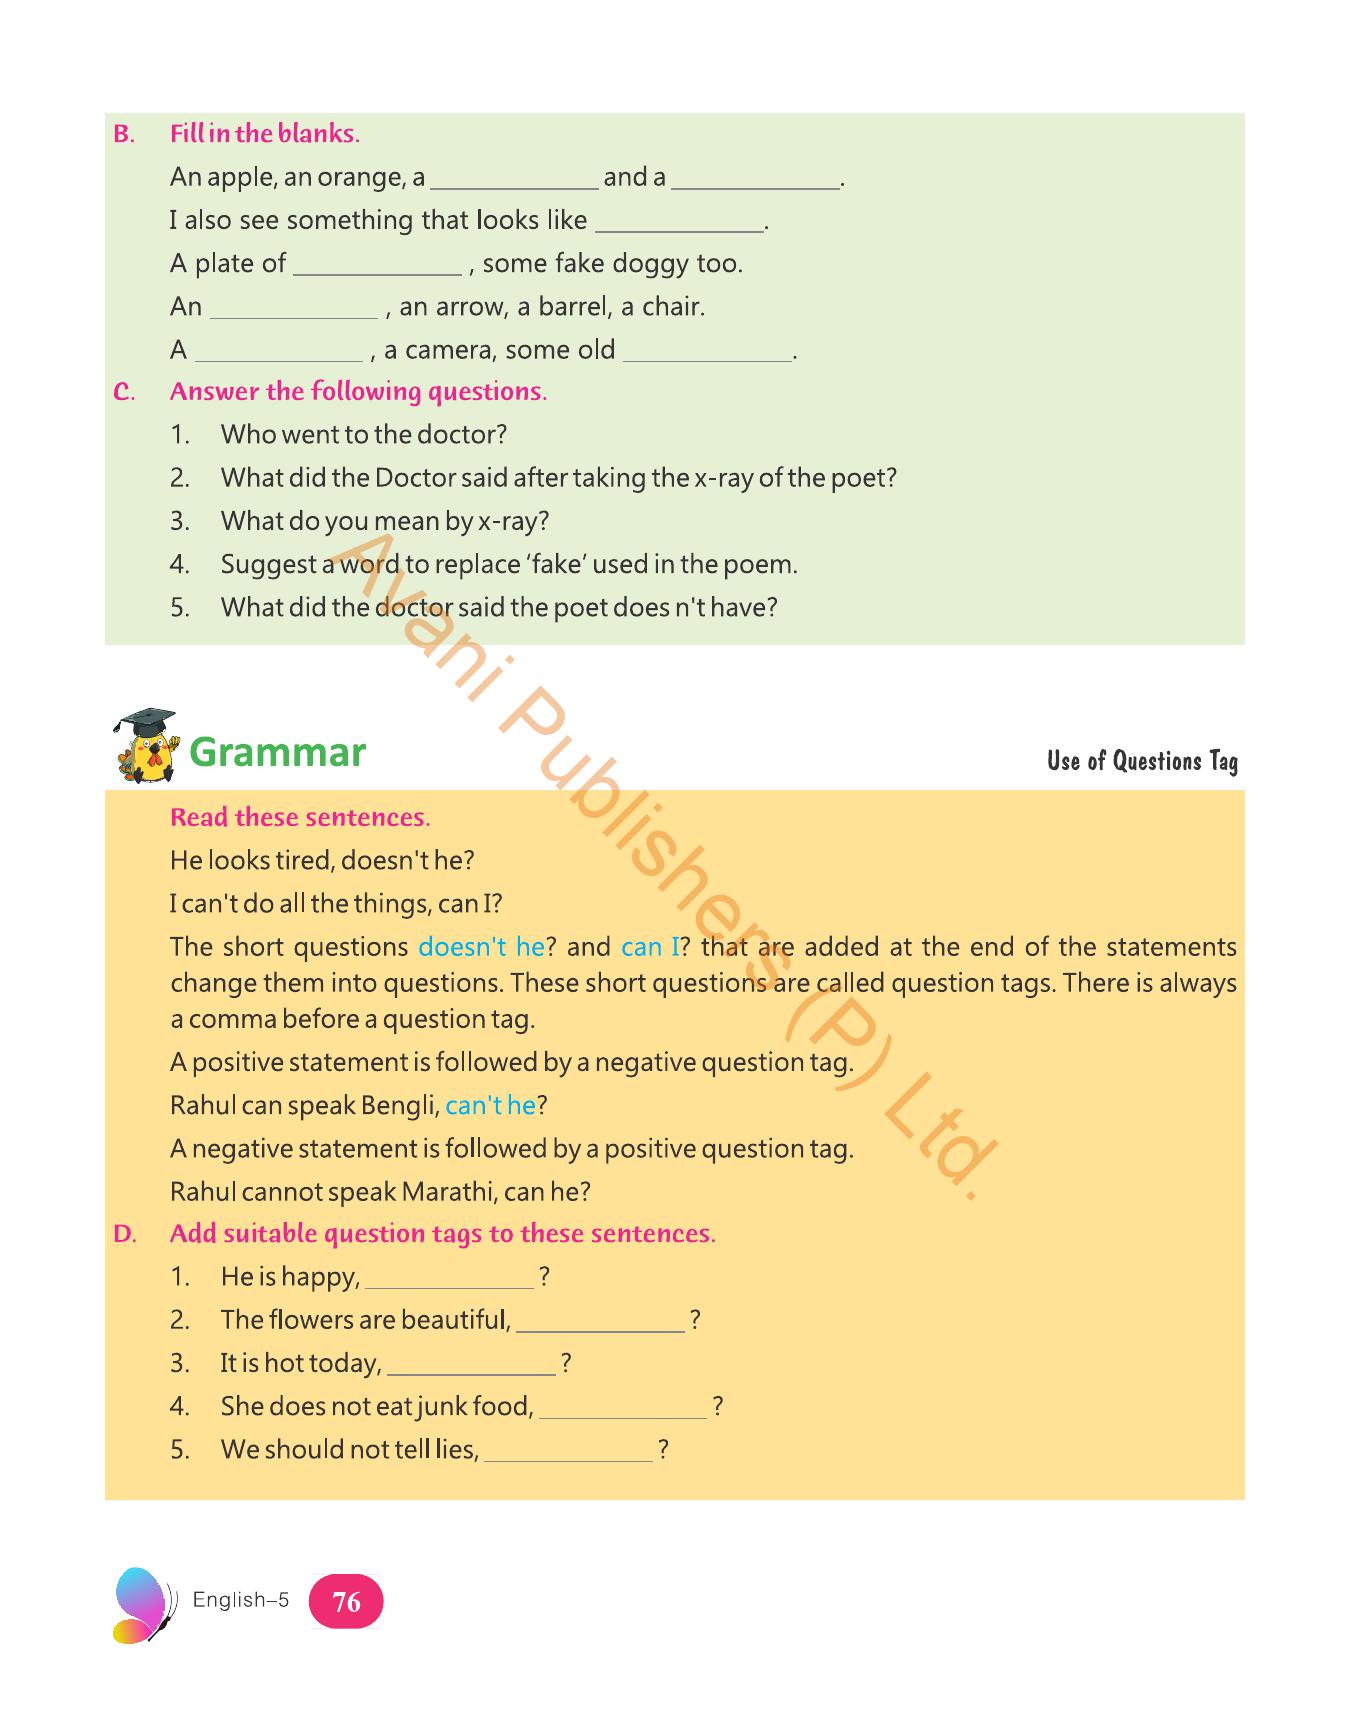 B. Fill in the blanks.
An apple, an orange, a ____________ and a ____________.
I also see something that looks like ____________.
A plate of ____________ , some fake doggy too.
An ____________ , an arrow, a barrel, a chair.
A ____________ , a camera, some old ____________.
C. Answer the following questions.
1. Who went to the doctor?
2. What did the Doctor said after taking the x-ray of the poet?
3. What do you mean by x-ray?
4. Suggest a word to replace ‘fake’ used in the poem.
5. What did the doctor said the poet does n't have?
Grammar
Use of Questions Tag
Read these sentences.
He looks tired, doesn't he?
I can't do all the things, can I?
The short questions doesn't he? and can I? that are added at the end of the statements
change them into questions. These short questions are called question tags. There is always
a comma before a question tag.
A positive statement is followed by a negative question tag.
Rahul can speak Bengli, can't he?
A negative statement is followed by a positive question tag.
Rahul cannot speak Marathi, can he?
D. Add suitable question tags to these sentences.
1. He is happy, ____________ ?
2. The flowers are beautiful, ____________ ?
3. It is hot today, ____________ ?
4. She does not eat junk food, ____________ ?
5. We should not tell lies, ____________ ?
English–5 76
Avani Publishers (P) Ltd.